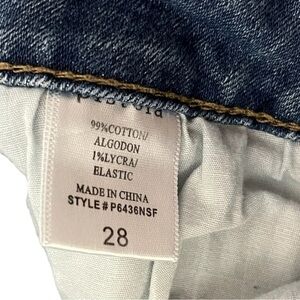 99%COTTON/
ALGODON
1%LYCRA/
ELASTIC
MADE IN CHINA
STYLE # P6436NSF
28